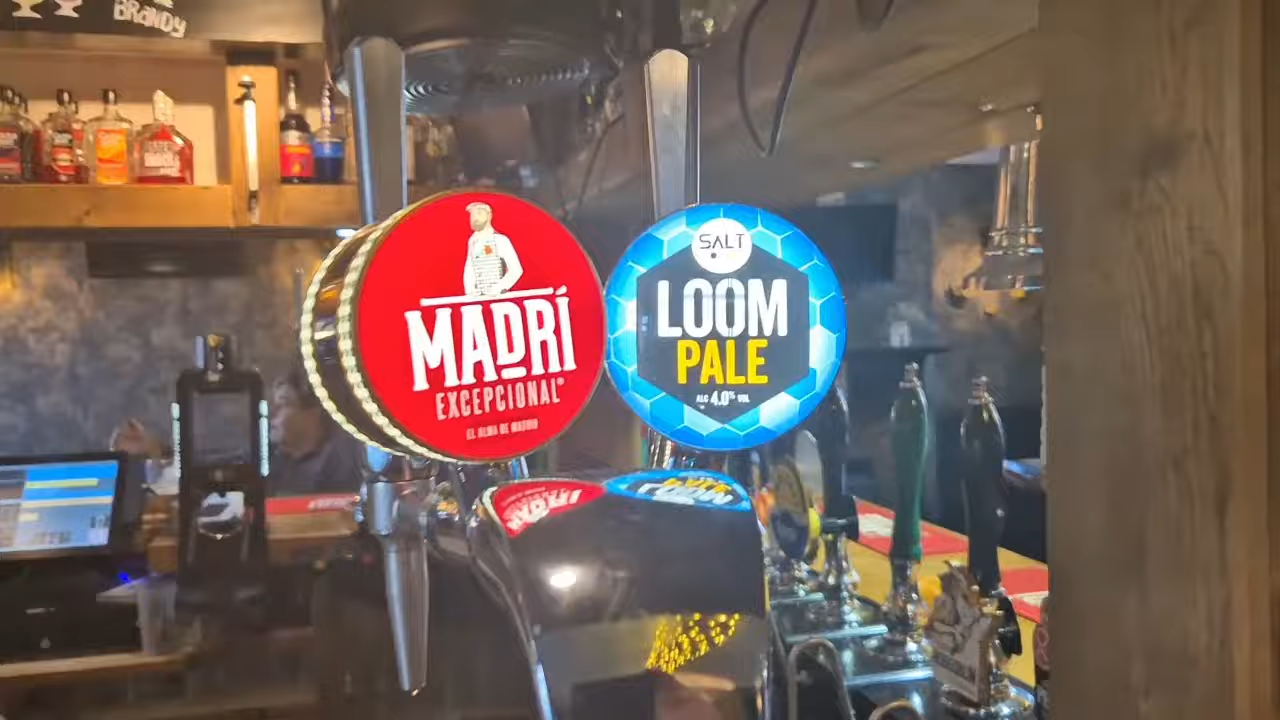 BRANDY
MADRÍ
EXCEPCIONAL®
EL ALMA DE MADRID
SALT
LOOM
PALE
ALC 4.0% VOL